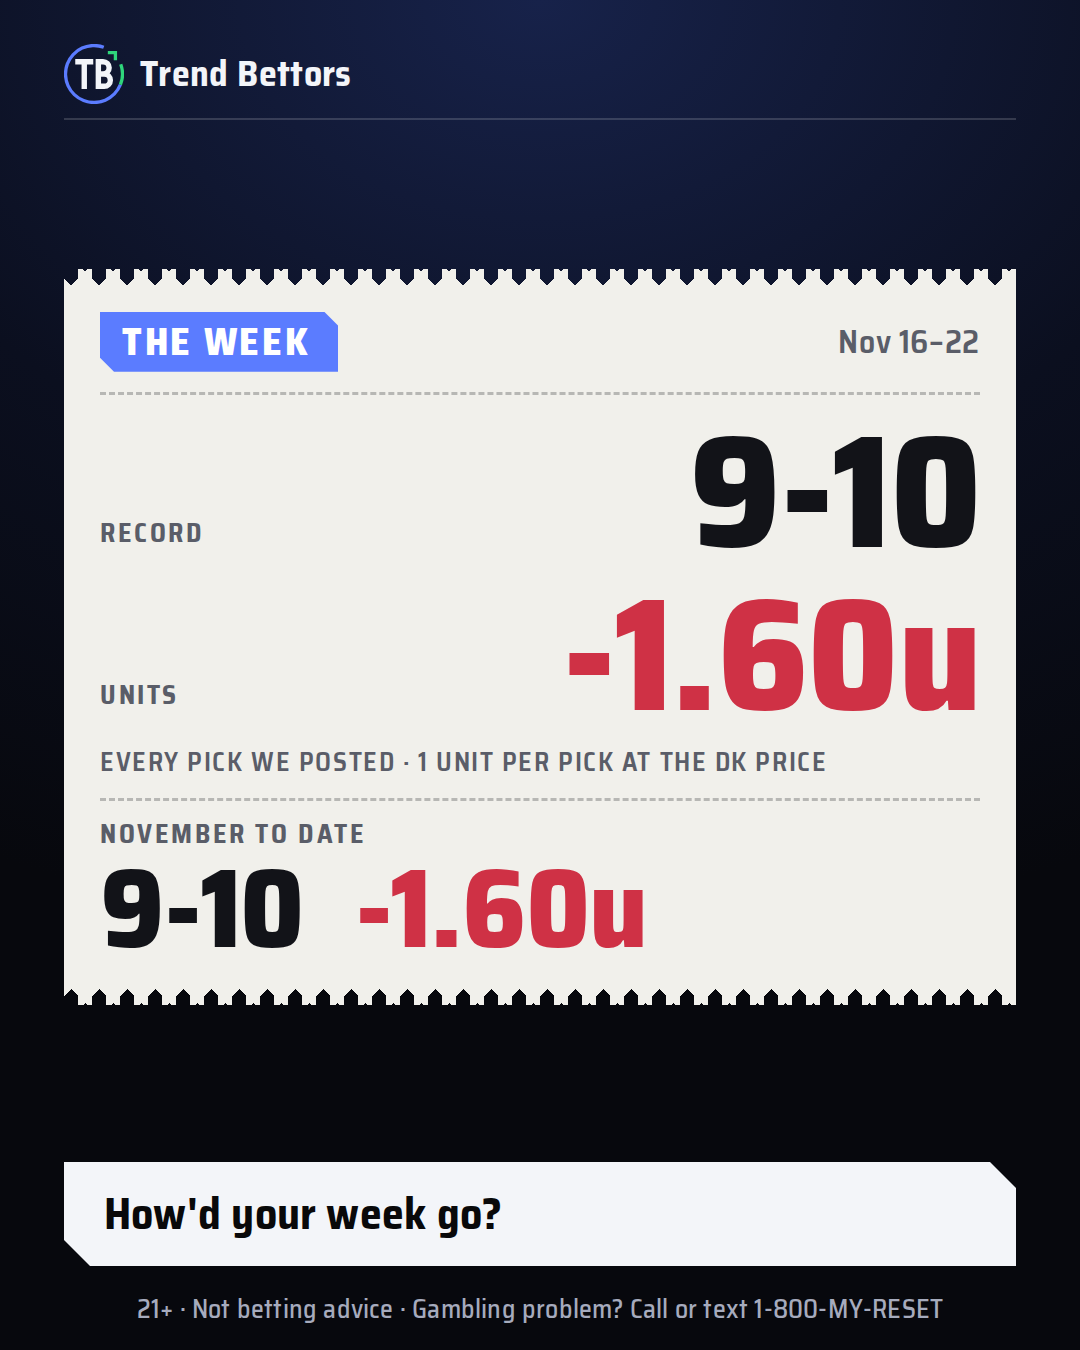 TB Trend Bettors
THE WEEK Nov 16–22
RECORD 9-10
UNITS -1.60u
EVERY PICK WE POSTED · 1 UNIT PER PICK AT THE DK PRICE
NOVEMBER TO DATE
9-10 -1.60u
How'd your week go?
21+ · Not betting advice · Gambling problem? Call or text 1-800-MY-RESET